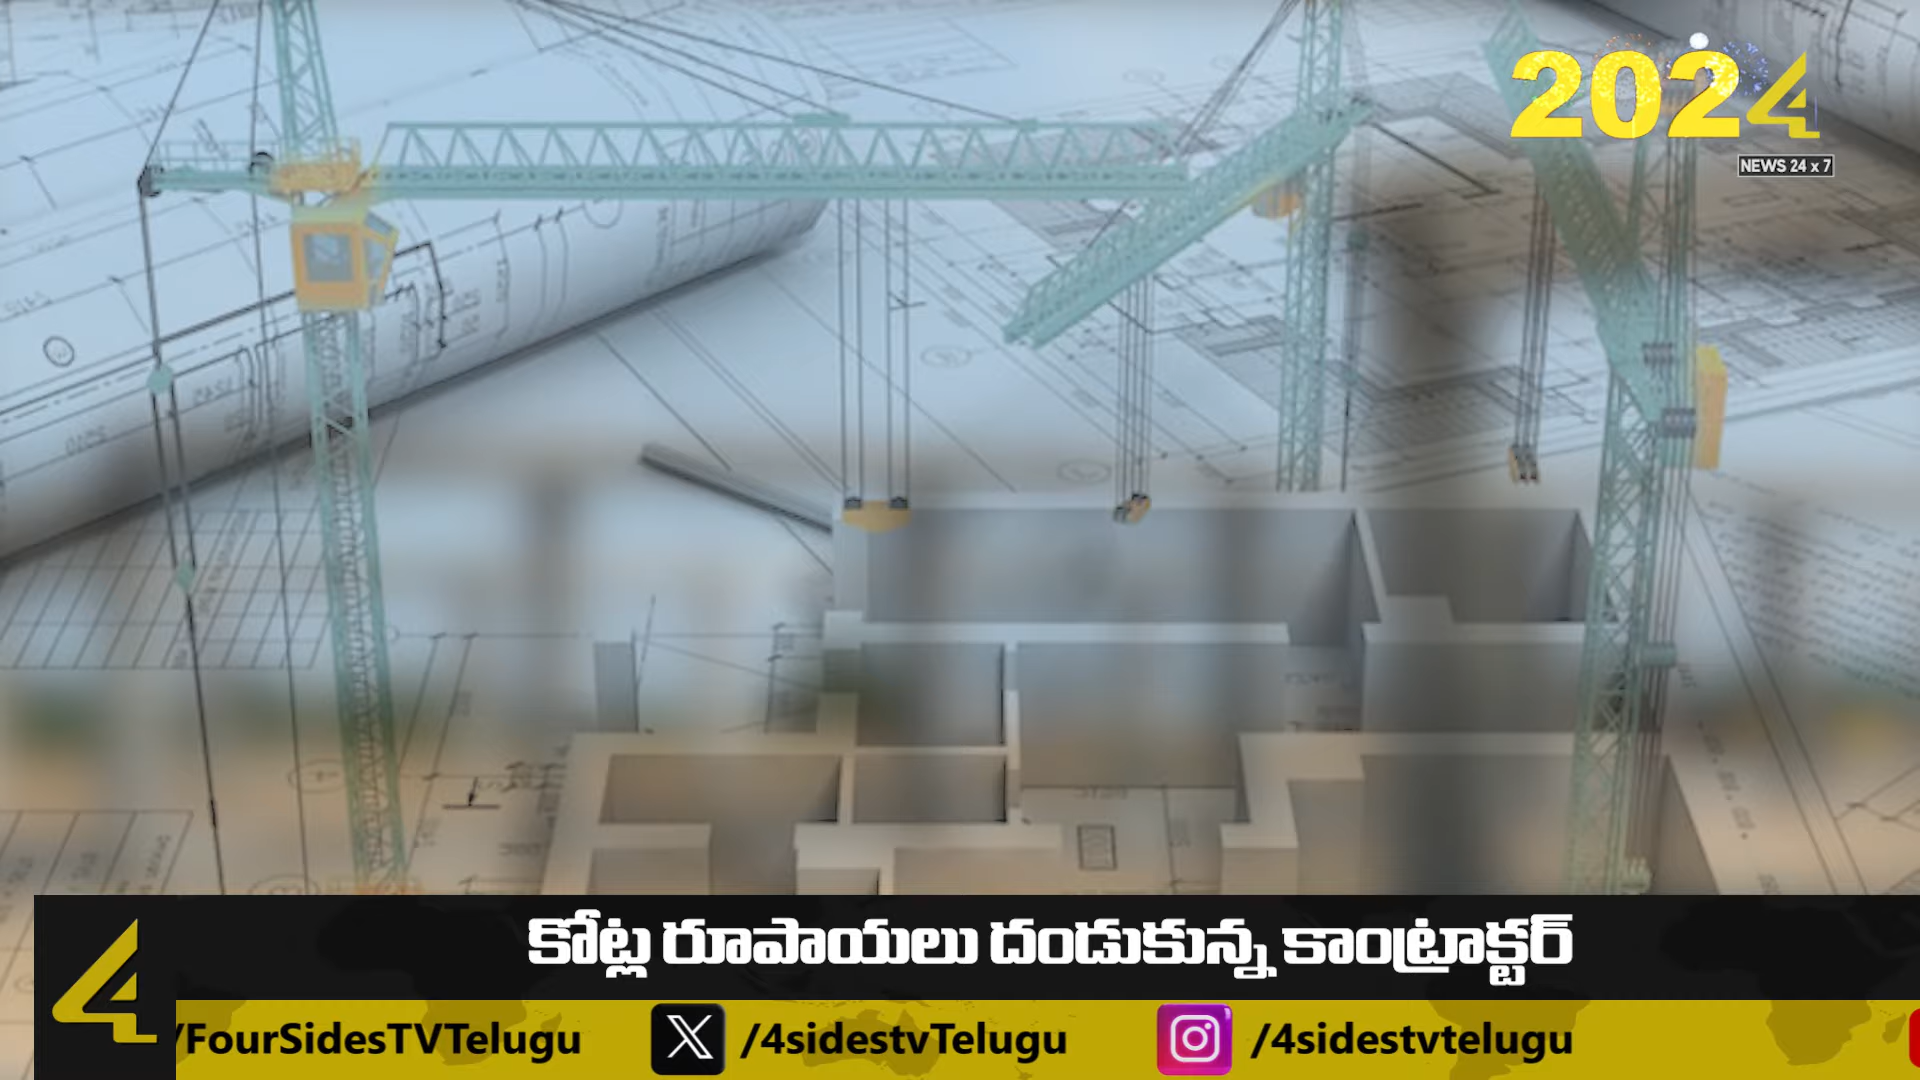 2024
NEWS 24 x 7
కోట్ల రూపాయలు దండుకున్న కాంట్రాక్టర్
4
/FourSidesTVTelugu
/4sidestvTelugu
/4sidestvtelugu